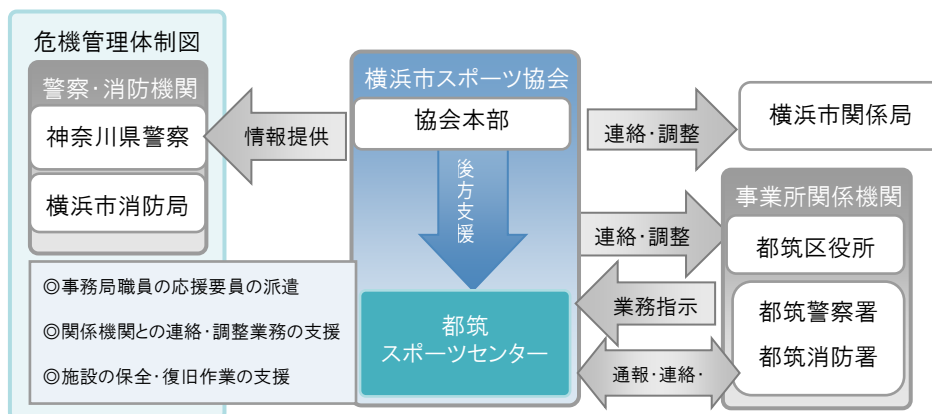 危機管理体制図
警察・消防機関
神奈川県警察
横浜市消防局
情報提供
横浜市スポーツ協会
協会本部
後方支援
都筑
スポーツセンター
連絡・調整
横浜市関係局
事業所関係機関
連絡・調整
都筑区役所
業務指示
都筑警察署
都筑消防署
通報・連絡・
◎事務局職員の応援要員の派遣
◎関係機関との連絡・調整業務の支援
◎施設の保全・復旧作業の支援